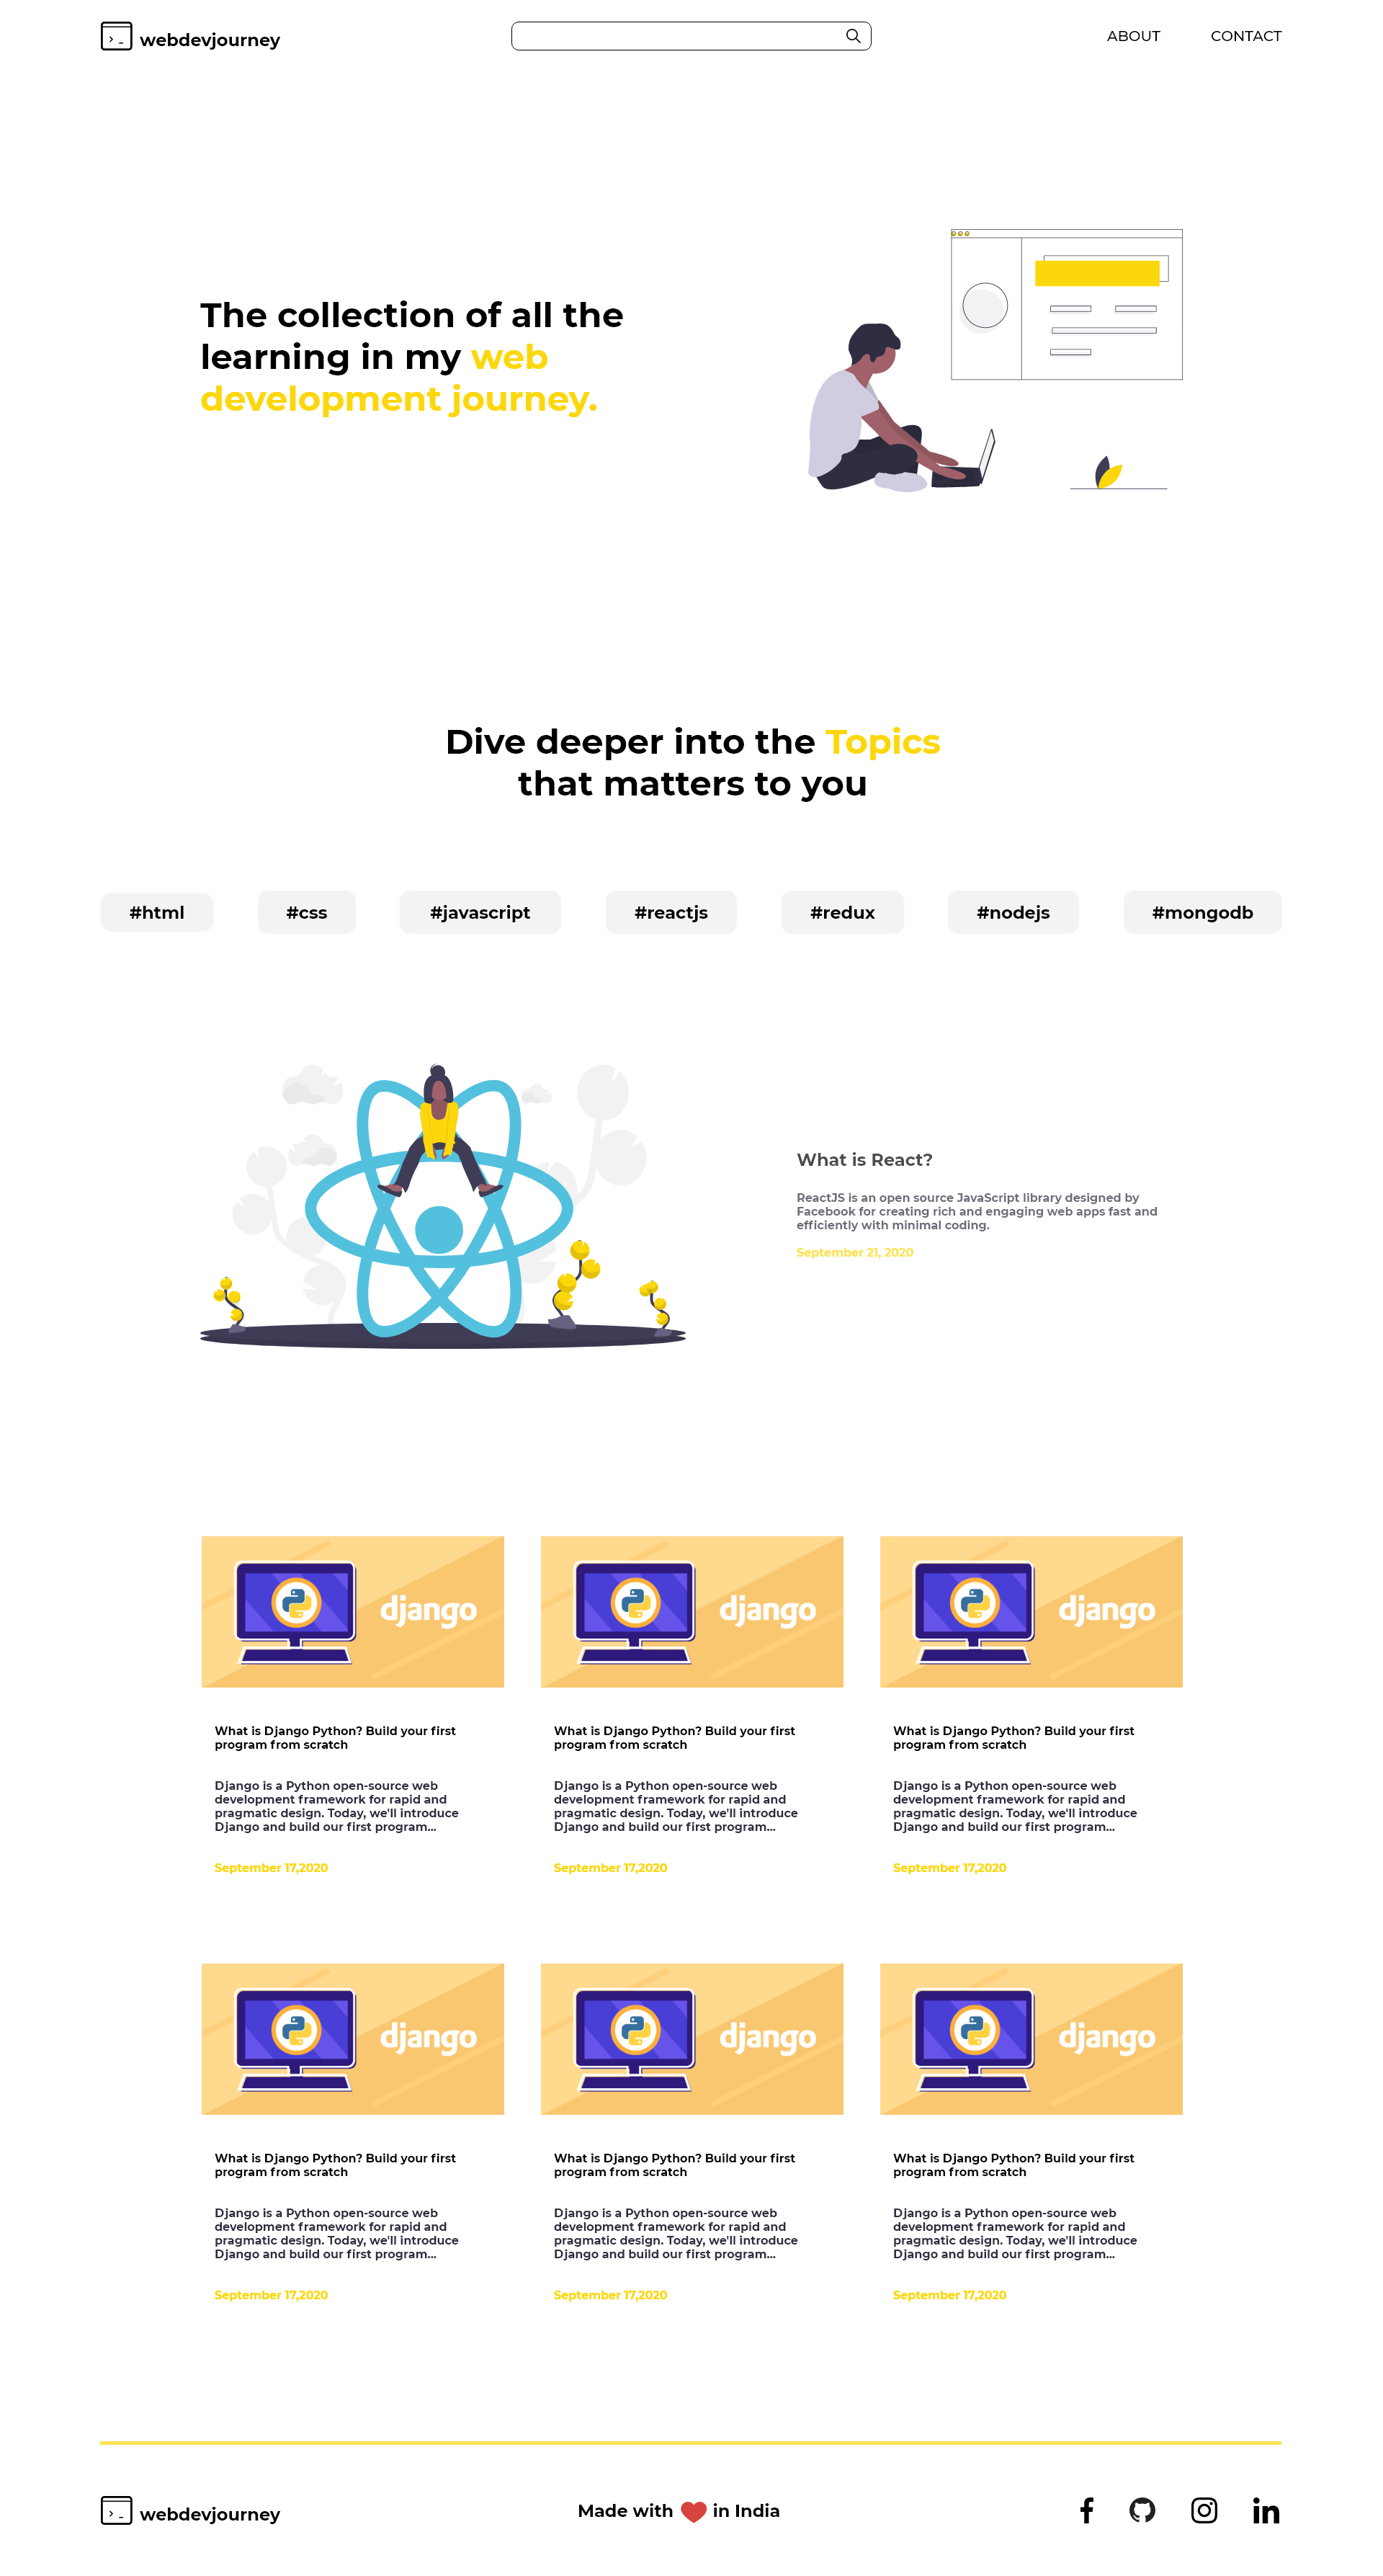 webdevjourney
ABOUT
CONTACT
The collection of all the
learning in my web
development journey.
Dive deeper into the Topics
that matters to you
#html
#css
#javascript
#reactjs
#redux
#nodejs
#mongodb
What is React?
ReactJS is an open source JavaScript library designed by
Facebook for creating rich and engaging web apps fast and
efficiently with minimal coding.
September 21, 2020
django
What is Django Python? Build your first
program from scratch
Django is a Python open-source web
development framework for rapid and
pragmatic design. Today, we'll introduce
Django and build our first program...
September 17,2020
django
What is Django Python? Build your first
program from scratch
Django is a Python open-source web
development framework for rapid and
pragmatic design. Today, we'll introduce
Django and build our first program...
September 17,2020
django
What is Django Python? Build your first
program from scratch
Django is a Python open-source web
development framework for rapid and
pragmatic design. Today, we'll introduce
Django and build our first program...
September 17,2020
django
What is Django Python? Build your first
program from scratch
Django is a Python open-source web
development framework for rapid and
pragmatic design. Today, we'll introduce
Django and build our first program...
September 17,2020
django
What is Django Python? Build your first
program from scratch
Django is a Python open-source web
development framework for rapid and
pragmatic design. Today, we'll introduce
Django and build our first program...
September 17,2020
django
What is Django Python? Build your first
program from scratch
Django is a Python open-source web
development framework for rapid and
pragmatic design. Today, we'll introduce
Django and build our first program...
September 17,2020
webdevjourney
Made with ❤ in India